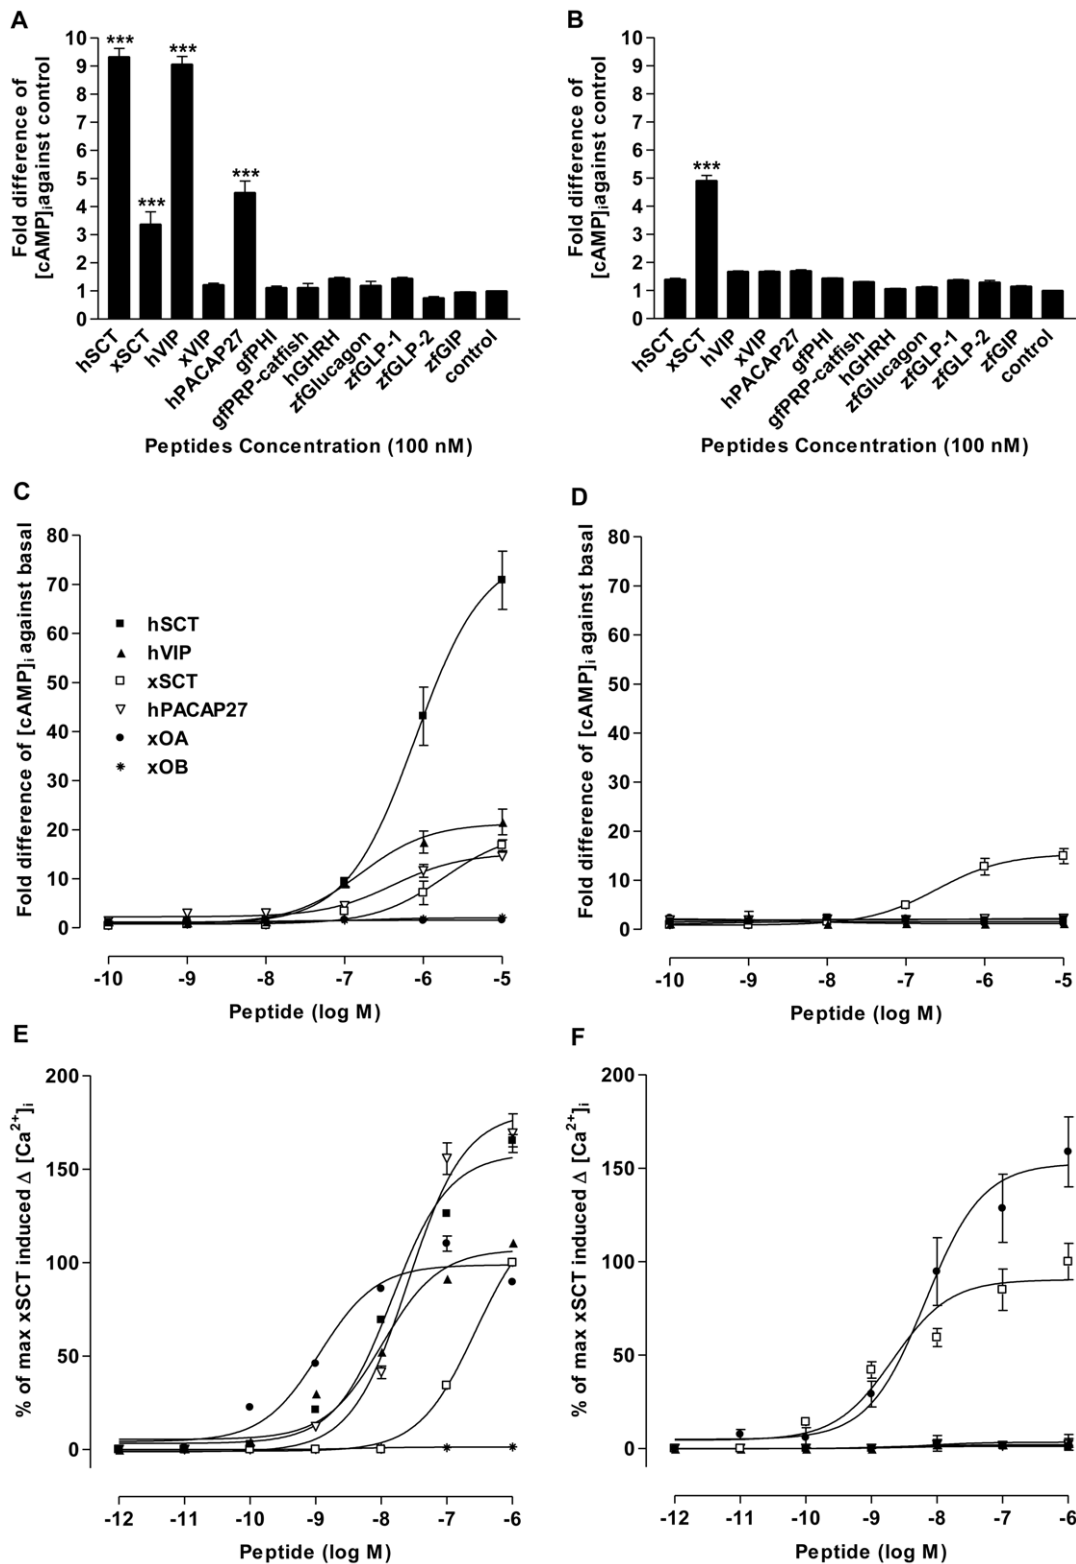 A
Fold difference of
[cAMP]ᵢagainst control
10
9
8
7
6
5
4
3
2
1
0
***
***
***
***
hSCT
xSCT
hVIP
xVIP
hPACAP27
gfPHI
gfPRP-catfish
hGHRH
zfGlucagon
zfGLP-1
zfGLP-2
zfGIP
control
Peptides Concentration (100 nM)
B
Fold difference of
[cAMP]ᵢagainst control
10
9
8
7
6
5
4
3
2
1
0
***
hSCT
xSCT
hVIP
xVIP
hPACAP27
gfPHI
gfPRP-catfish
hGHRH
zfGlucagon
zfGLP-1
zfGLP-2
zfGIP
control
Peptides Concentration (100 nM)
C
Fold difference of [cAMP]ᵢ against basal
80
70
60
50
40
30
20
10
0
hSCT
hVIP
xSCT
hPACAP27
xOA
xOB
-10 -9 -8 -7 -6 -5
Peptide (log M)
D
Fold difference of [cAMP]ᵢ against basal
80
70
60
50
40
30
20
10
0
-10 -9 -8 -7 -6 -5
Peptide (log M)
E
% of max xSCT induced Δ [Ca²⁺]ᵢ
200
150
100
50
0
-12 -11 -10 -9 -8 -7 -6
Peptide (log M)
F
% of max xSCT induced Δ [Ca²⁺]ᵢ
200
150
100
50
0
-12 -11 -10 -9 -8 -7 -6
Peptide (log M)